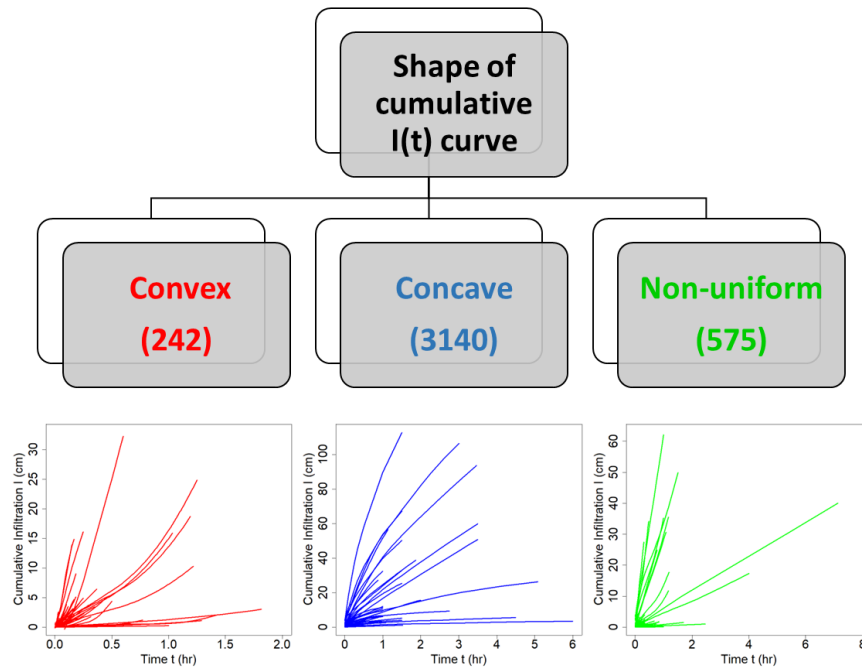 Shape of
cumulative
I(t) curve
Convex
(242)
Concave
(3140)
Non-uniform
(575)
Cumulative Infiltration I (cm)
0 5 10 15 20 25 30
0.0 0.5 1.0 1.5 2.0
Time t (hr)
Cumulative Infiltration I (cm)
0 20 40 60 80 100
0 1 2 3 4 5 6
Time t (hr)
Cumulative Infiltration I (cm)
0 10 20 30 40 50 60
0 2 4 6 8
Time t (hr)